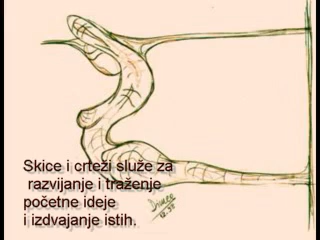 Skice i crteži služe za
razvijanje i traženje
početne ideje
i izdvajanje istih.